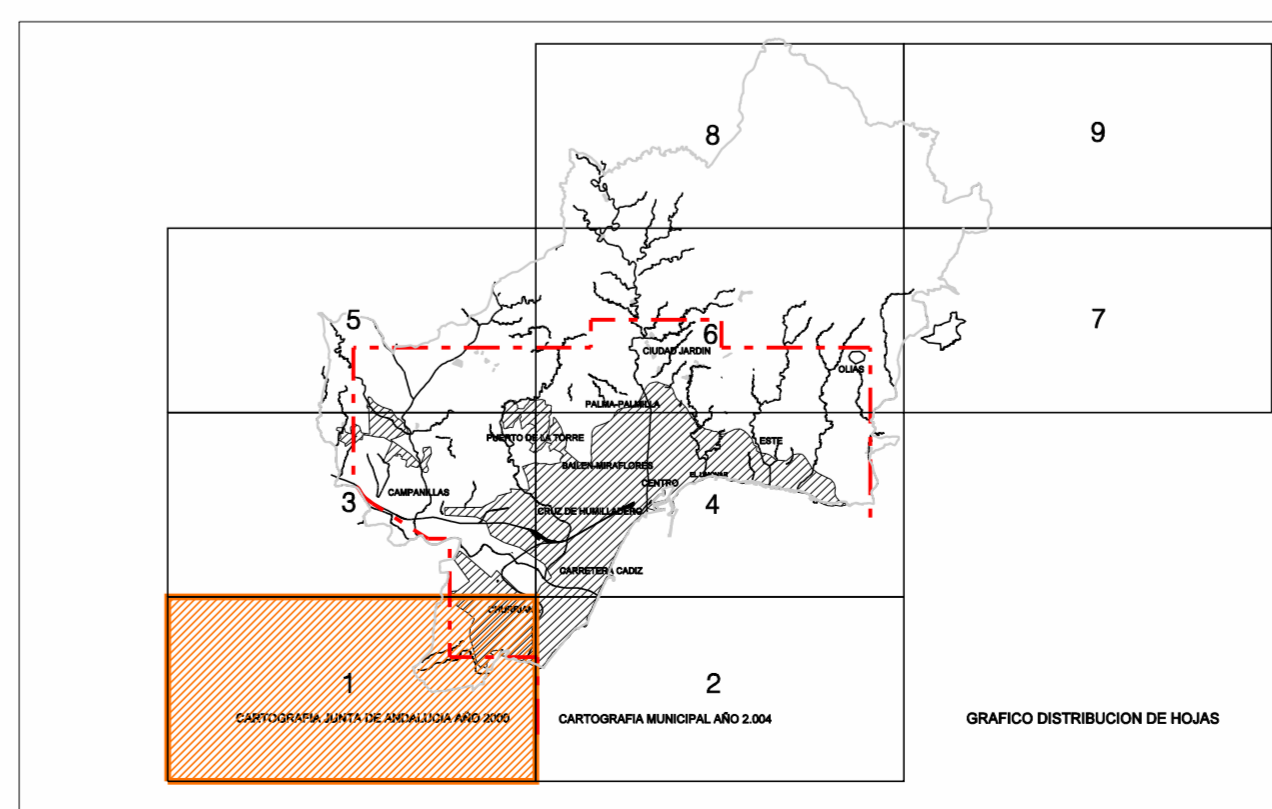 8
9
5
6
7
CIUDAD JARDIN
OLIAS
PALMA-PALMILLA
PUERTO DE LA TORRE
ESTE
BAILEN-MIRAFLORES
CENTRO
CAMPANILLAS
3
4
CRUZ DE HUMILLADERO
CARRETERA CADIZ
CHURRIANA
1
2
CARTOGRAFIA JUNTA DE ANDALUCIA AÑO 2000
CARTOGRAFIA MUNICIPAL AÑO 2.004
GRAFICO DISTRIBUCION DE HOJAS